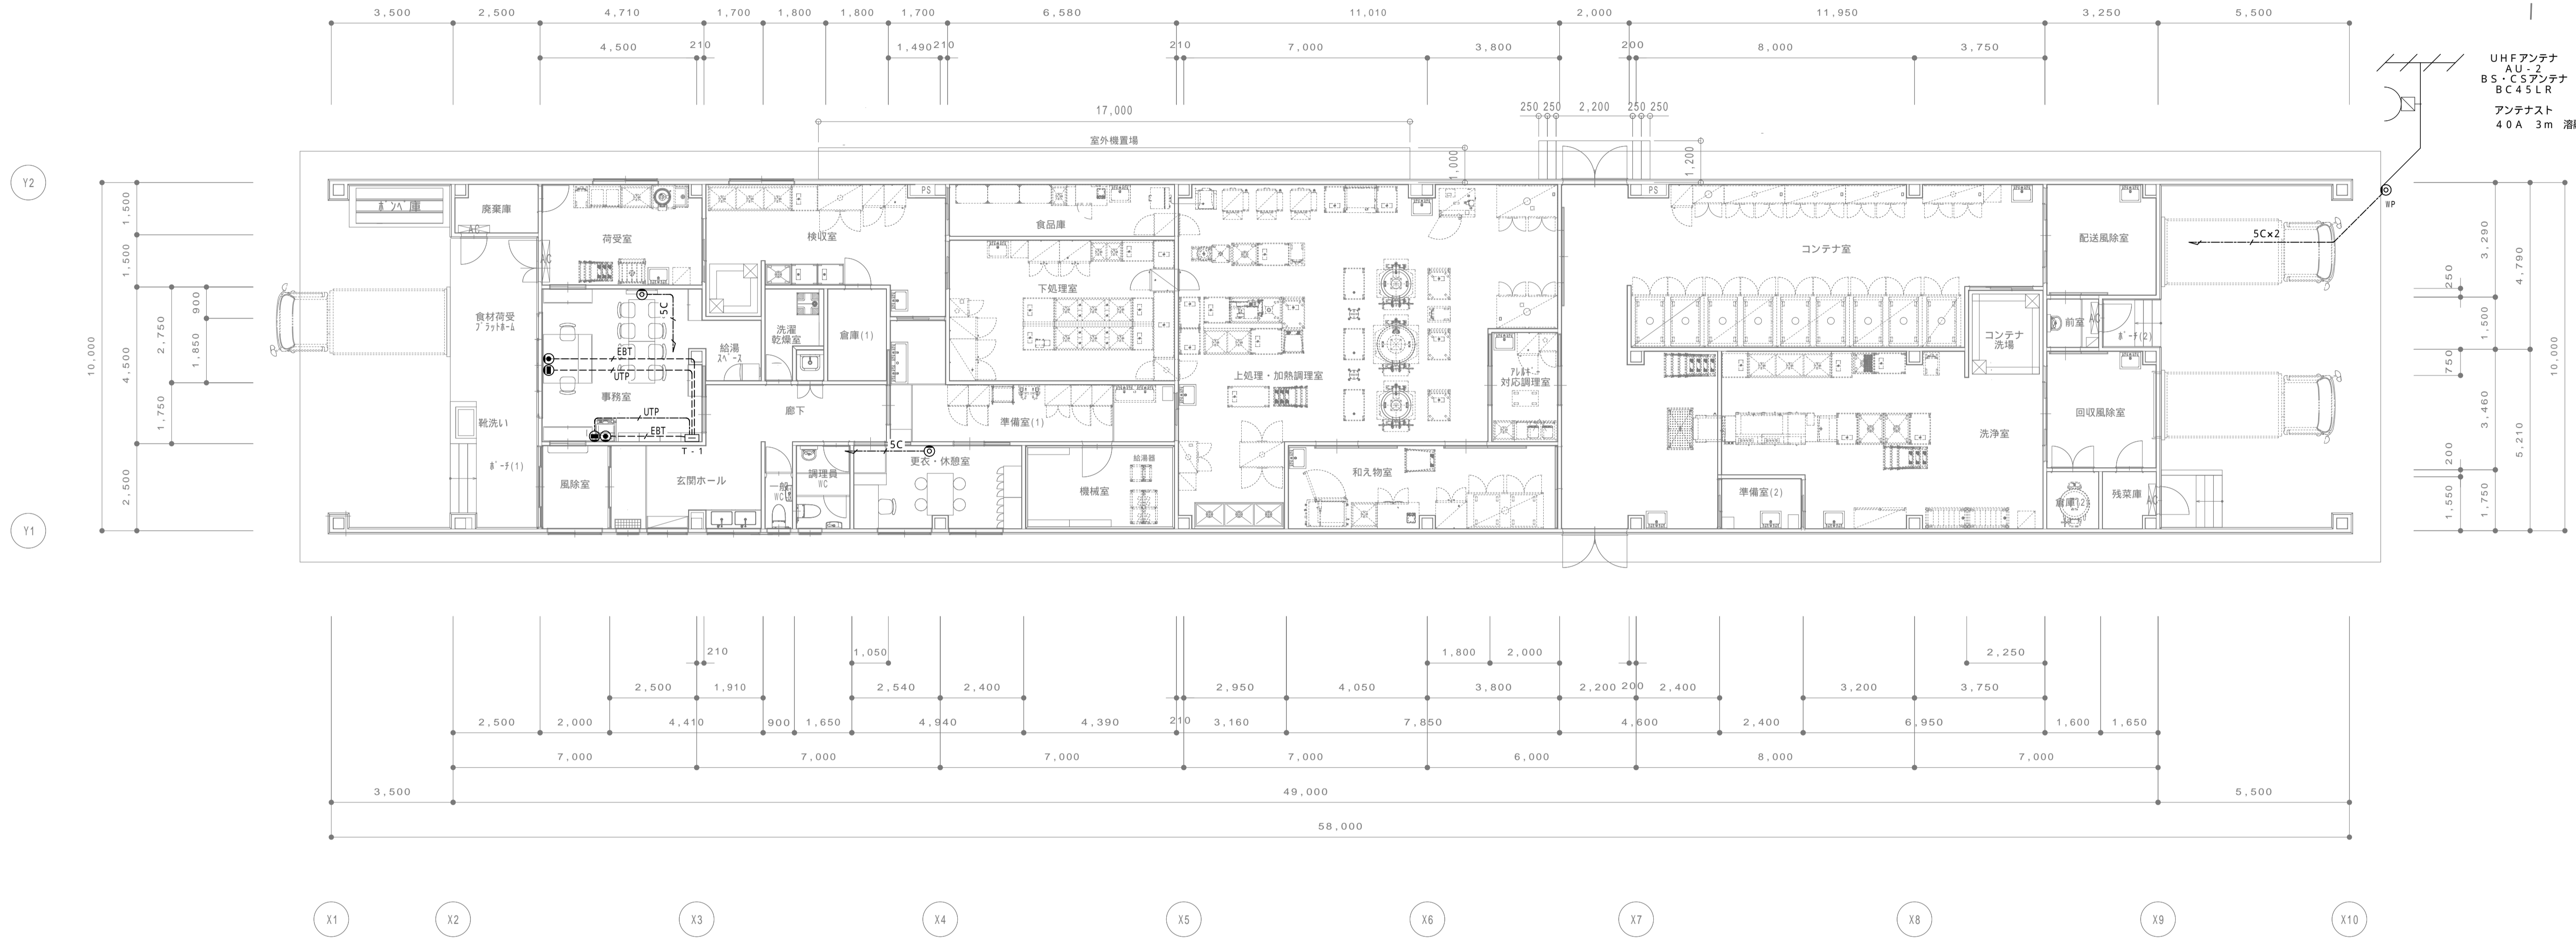 3,500 2,500 4,710 1,700 1,800 1,800 1,700 6,580 11,010 2,000 11,950 3,250 5,500
4,500 210 1,490 210 210 7,000 3,800 200 8,000 3,750
UHFアンテナ
AU-2
BS・CSアンテナ
BC45LR
アンテナスト
40A 3m
17,000
250 250 2,200 250 250
室外機置場
1,000
1,200
Y2
Y1
10,000
1,500
1,500
4,500
2,500
2,750
1,750
900
1,850
ボンベ庫
廃棄庫
AC
荷受室
AC
検収室
PS
食品庫
下処理室
PS
コンテナ室
配送風除室
WP
5C×2
食材荷受
プラットホーム
5C
EBT
UTP
事務室
UTP
EBT
T-1
給湯
スペース
洗濯
乾燥室
倉庫(1)
廊下
準備室(1)
上処理・加熱調理室
アレルギー
対応調理室
コンテナ
洗場
前室
AC
ポーチ(2)
回収風除室
洗浄室
靴洗い
ポーチ(1)
風除室
玄関ホール
一般
WC
調理員
WC
5C
更衣・休憩室
機械室
給湯器
和え物室
準備室(2)
倉庫(2)
残菜庫
AC
250
750
200
1,550
3,290
1,500
3,460
1,750
4,790
5,210
10,000
210 1,050 1,800 2,000 2,250
2,500 1,910 2,540 2,400 2,950 4,050 3,800 2,200 200 2,400 3,200 3,750
2,500 2,000 4,410 900 1,650 4,940 4,390 210 3,160 7,850 4,600 2,400 6,950 1,600 1,650
7,000 7,000 7,000 7,000 6,000 8,000 7,000
3,500 49,000 5,500
58,000
X1 X2 X3 X4 X5 X6 X7 X8 X9 X10